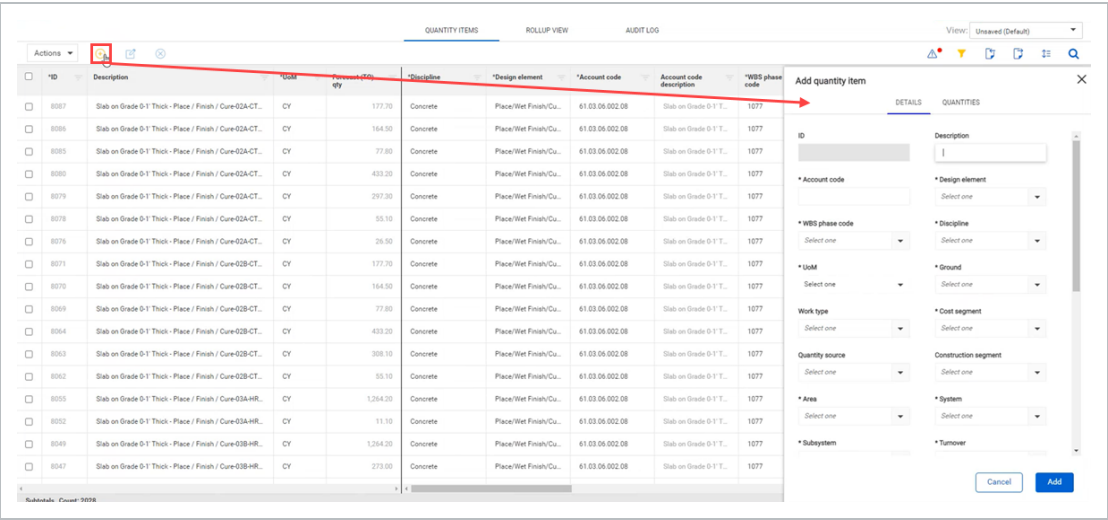 QUANTITY ITEMS ROLLUP VIEW AUDIT LOG View: Unsaved (Default)
Actions
*ID Description *UoM Forecast (TO) qty *Discipline *Design element *Account code Account code description *WBS phase code
8087 Slab on Grade 0-1' Thick - Place / Finish / Cure-02A-CT... CY 177.70 Concrete Place/Wet Finish/Cu... 61.03.06.002.08 Slab on Grade 0-1' T... 1077
8086 Slab on Grade 0-1' Thick - Place / Finish / Cure-02A-CT... CY 164.50 Concrete Place/Wet Finish/Cu... 61.03.06.002.08 Slab on Grade 0-1' T... 1077
8085 Slab on Grade 0-1' Thick - Place / Finish / Cure-02A-CT... CY 77.60 Concrete Place/Wet Finish/Cu... 61.03.06.002.08 Slab on Grade 0-1' T... 1077
8080 Slab on Grade 0-1' Thick - Place / Finish / Cure-02A-CT... CY 433.20 Concrete Place/Wet Finish/Cu... 61.03.06.002.08 Slab on Grade 0-1' T... 1077
8079 Slab on Grade 0-1' Thick - Place / Finish / Cure-02A-CT... CY 297.30 Concrete Place/Wet Finish/Cu... 61.03.06.002.08 Slab on Grade 0-1' T... 1077
8078 Slab on Grade 0-1' Thick - Place / Finish / Cure-02A-CT... CY 55.10 Concrete Place/Wet Finish/Cu... 61.03.06.002.08 Slab on Grade 0-1' T... 1077
8076 Slab on Grade 0-1' Thick - Place / Finish / Cure-02A-CT... CY 26.50 Concrete Place/Wet Finish/Cu... 61.03.06.002.08 Slab on Grade 0-1' T... 1077
8071 Slab on Grade 0-1' Thick - Place / Finish / Cure-02B-CT... CY 177.70 Concrete Place/Wet Finish/Cu... 61.03.06.002.08 Slab on Grade 0-1' T... 1077
8070 Slab on Grade 0-1' Thick - Place / Finish / Cure-02B-CT... CY 164.50 Concrete Place/Wet Finish/Cu... 61.03.06.002.08 Slab on Grade 0-1' T... 1077
8069 Slab on Grade 0-1' Thick - Place / Finish / Cure-02B-CT... CY 77.60 Concrete Place/Wet Finish/Cu... 61.03.06.002.08 Slab on Grade 0-1' T... 1077
8064 Slab on Grade 0-1' Thick - Place / Finish / Cure-02B-CT... CY 433.20 Concrete Place/Wet Finish/Cu... 61.03.06.002.08 Slab on Grade 0-1' T... 1077
8063 Slab on Grade 0-1' Thick - Place / Finish / Cure-02B-CT... CY 308.10 Concrete Place/Wet Finish/Cu... 61.03.06.002.08 Slab on Grade 0-1' T... 1077
8062 Slab on Grade 0-1' Thick - Place / Finish / Cure-02B-CT... CY 55.10 Concrete Place/Wet Finish/Cu... 61.03.06.002.08 Slab on Grade 0-1' T... 1077
8055 Slab on Grade 0-1' Thick - Place / Finish / Cure-03A-HR... CY 1,264.20 Concrete Place/Wet Finish/Cu... 61.03.06.002.08 Slab on Grade 0-1' T... 1077
8052 Slab on Grade 0-1' Thick - Place / Finish / Cure-03A-HR... CY 11.10 Concrete Place/Wet Finish/Cu... 61.03.06.002.08 Slab on Grade 0-1' T... 1077
8049 Slab on Grade 0-1' Thick - Place / Finish / Cure-03B-HR... CY 1,264.20 Concrete Place/Wet Finish/Cu... 61.03.06.002.08 Slab on Grade 0-1' T... 1077
8047 Slab on Grade 0-1' Thick - Place / Finish / Cure-03B-HR... CY 273.00 Concrete Place/Wet Finish/Cu... 61.03.06.002.08 Slab on Grade 0-1' T... 1077
Subtotals Count: 2028
Add quantity item
DETAILS QUANTITIES
ID Description
* Account code * Design element
Select one
* WBS phase code * Discipline
Select one Select one
* UoM * Ground
Select one Select one
Work type * Cost segment
Select one Select one
Quantity source Construction segment
Select one Select one
* Area * System
Select one Select one
* Subsystem * Turnover
Cancel Add